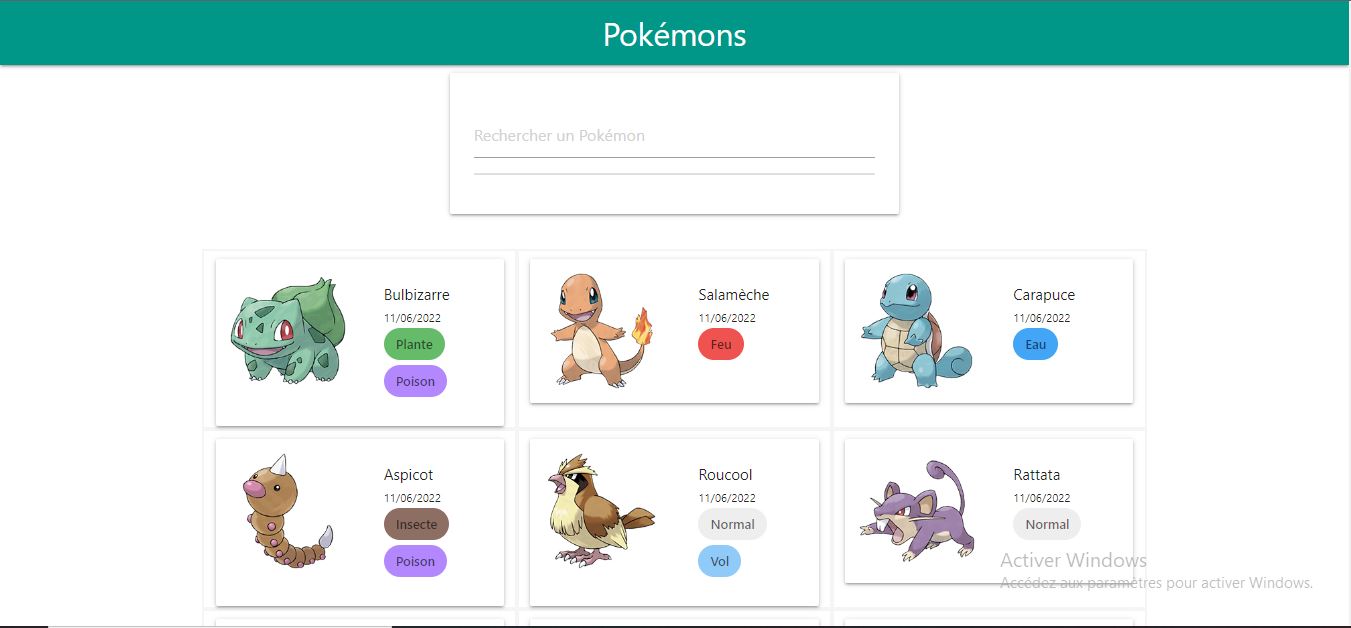 Pokémons
Rechercher un Pokémon
Bulbizarre
11/06/2022
Plante
Poison
Salamèche
11/06/2022
Feu
Carapuce
11/06/2022
Eau
Aspicot
11/06/2022
Insecte
Poison
Roucool
11/06/2022
Normal
Vol
Rattata
11/06/2022
Normal
Activer Windows
Accédez aux paramètres pour activer Windows.